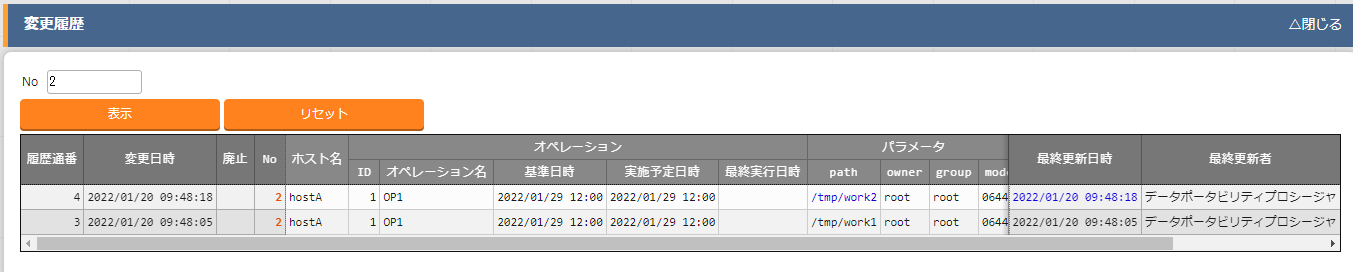 変更履歴 △閉じる
No 2
表示 リセット
オペレーション パラメータ
履歴通番 変更日時 廃止 No ホスト名 最終更新日時 最終更新者
ID オペレーション名 基準日時 実施予定日時 最終実行日時 path owner group mode
4 2022/01/20 09:48:18 2 hostA 1 OP1 2022/01/29 12:00 2022/01/29 12:00 /tmp/work2 root root 0644 2022/01/20 09:48:18 データポータビリティプロシージャ
3 2022/01/20 09:48:05 2 hostA 1 OP1 2022/01/29 12:00 2022/01/29 12:00 /tmp/work1 root root 0644 2022/01/20 09:48:05 データポータビリティプロシージャ